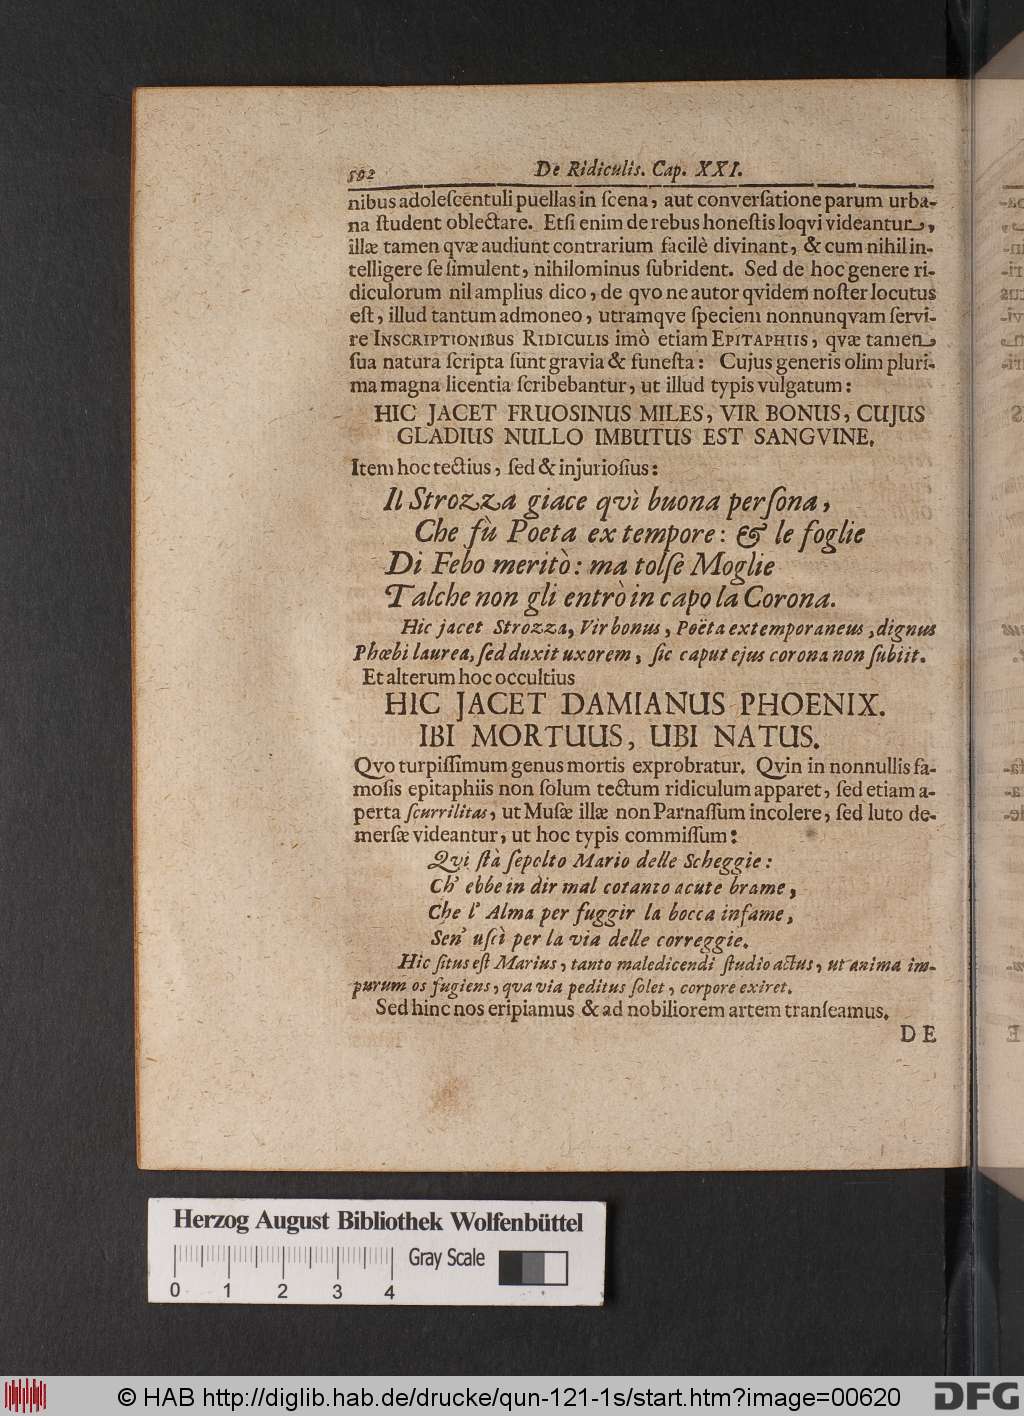 592 De Ridiculis. Cap. XXI.
nibus adoleſcentuli puellas in ſcena, aut converſatione parum urba-
na ſtudent oblectare. Etſi enim de rebus honeſtis loqvi videantur,
illæ tamen qvæ audiunt contrarium facilè divinant, & cum nihil in-
telligere ſe ſimulent, nihilominus ſubrident. Sed de hoc genere ri-
diculorum nil amplius dico, de qvo ne autor qvidem noſter locutus
eſt, illud tantum admoneo, utramqve ſpeciem nonnunqvam ſervi-
re INSCRIPTIONIBUS RIDICULIS imò etiam EPITAPHIIS, qvæ tamen
ſua natura ſcripta ſunt gravia & funeſta: Cujus generis olim pluri-
ma magna licentia ſcribebantur, ut illud typis vulgatum:
HIC JACET FRUOSINUS MILES, VIR BONUS, CUJUS
GLADIUS NULLO IMBUTUS EST SANGVINE.
Item hoc tectius, ſed & injurioſius:
Il Strozza giace qvì buona perſona,
Che fù Poeta ex tempore: & le foglie
Di Febo meritò: ma tolſe Moglie
Talche non gli entrò in capo la Corona.
Hic jacet Strozza, Vir bonus, Poëta extemporaneus, dignus
Phœbi laurea, ſed duxit uxorem, ſic caput ejus corona non ſubiit.
Et alterum hoc occultius
HIC JACET DAMIANUS PHOENIX.
IBI MORTUUS, UBI NATUS.
Qvo turpiſſimum genus mortis exprobratur. Qvin in nonnullis fa-
moſis epitaphiis non ſolum tectum ridiculum apparet, ſed etiam a-
perta ſcurrilitas, ut Muſæ illæ non Parnaſſum incolere, ſed luto de-
merſæ videantur, ut hoc typis commiſſum:
Qvi ſtà ſepolto Mario delle Scheggie:
Ch' ebbe in dir mal cotanto acute brame,
Che l' Alma per fuggir la bocca infame,
Sen' uſcì per la via delle correggie.
Hic ſitus eſt Marius, tanto maledicendi ſtudio actus, ut anima im-
purum os fugiens, qva via peditus ſolet, corpore exiret.
Sed hinc nos eripiamus & ad nobiliorem artem tranſeamus.
DE
Herzog August Bibliothek Wolfenbüttel
Gray Scale
0 1 2 3 4
© HAB http://diglib.hab.de/drucke/qun-121-1s/start.htm?image=00620
DFG